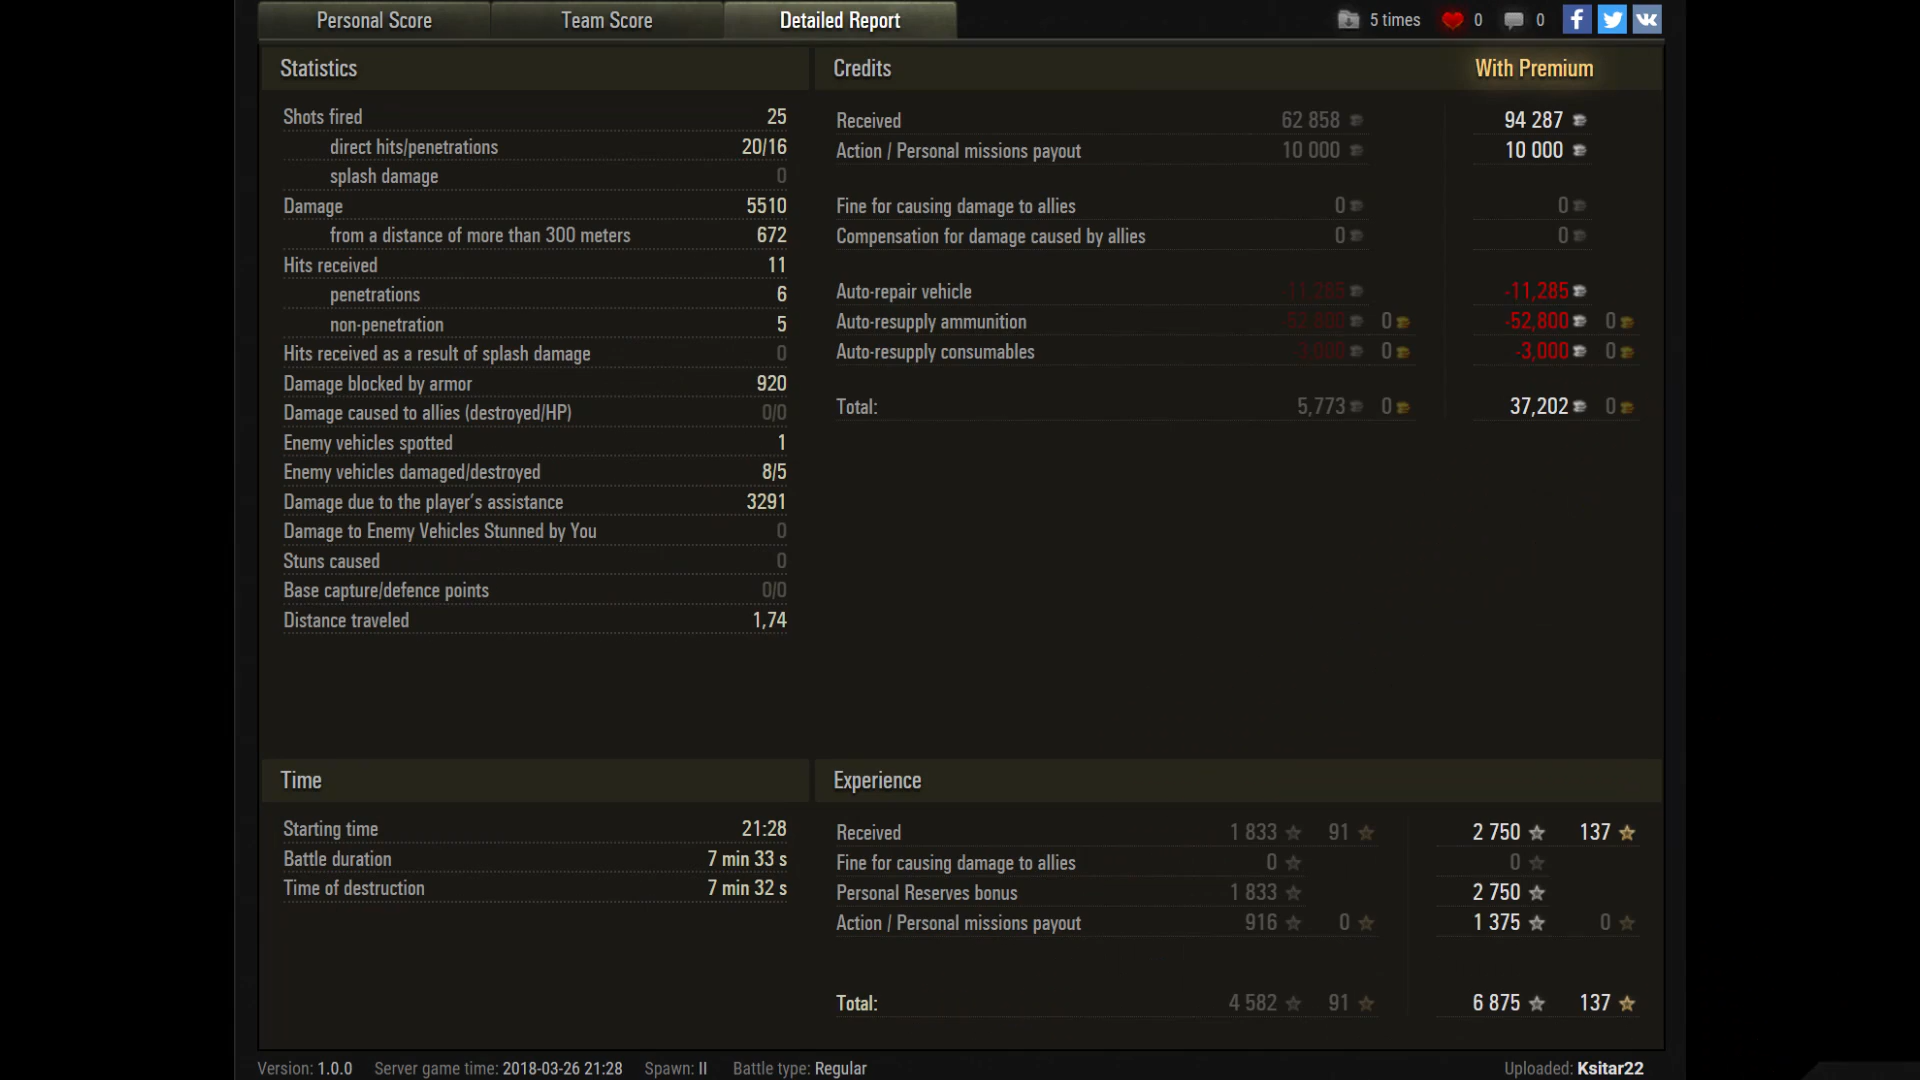 Personal Score Team Score Detailed Report 5 times 0 0
Statistics
Shots fired 25
direct hits/penetrations 20/16
splash damage 0
Damage 5510
from a distance of more than 300 meters 672
Hits received 11
penetrations 6
non-penetration 5
Hits received as a result of splash damage 0
Damage blocked by armor 920
Damage caused to allies (destroyed/HP) 0/0
Enemy vehicles spotted 1
Enemy vehicles damaged/destroyed 8/5
Damage due to the player's assistance 3291
Damage to Enemy Vehicles Stunned by You 0
Stuns caused 0
Base capture/defence points 0/0
Distance traveled 1,74
Credits With Premium
Received 62 858 94 287
Action / Personal missions payout 10 000 10 000
Fine for causing damage to allies 0 0
Compensation for damage caused by allies 0 0
Auto-repair vehicle -11,285 -11,285
Auto-resupply ammunition -52,800 0 -52,800 0
Auto-resupply consumables -3,000 0 -3,000 0
Total: 5,773 0 37,202 0
Time
Starting time 21:28
Battle duration 7 min 33 s
Time of destruction 7 min 32 s
Experience
Received 1 833 91 2 750 137
Fine for causing damage to allies 0 0
Personal Reserves bonus 1 833 2 750
Action / Personal missions payout 916 0 1 375 0
Total: 4 582 91 6 875 137
Version: 1.0.0 Server game time: 2018-03-26 21:28 Spawn: II Battle type: Regular Uploaded: Ksitar22